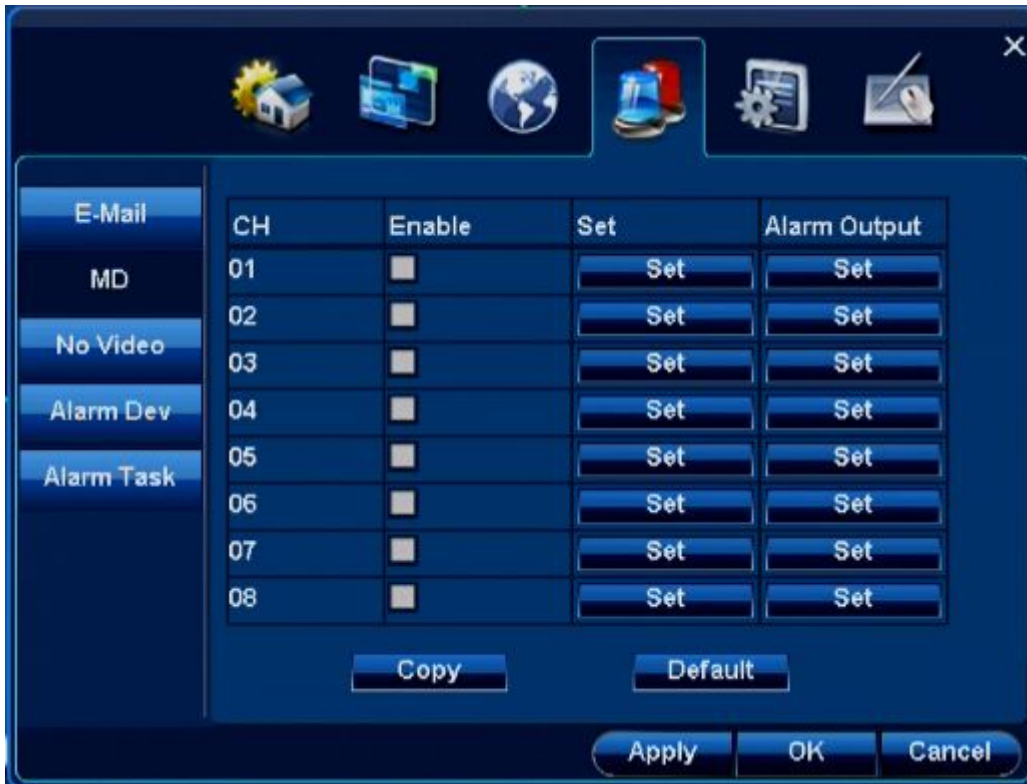 E-Mail
MD
No Video
Alarm Dev
Alarm Task
CH Enable Set Alarm Output
01 Set Set
02 Set Set
03 Set Set
04 Set Set
05 Set Set
06 Set Set
07 Set Set
08 Set Set
Copy Default
Apply OK Cancel